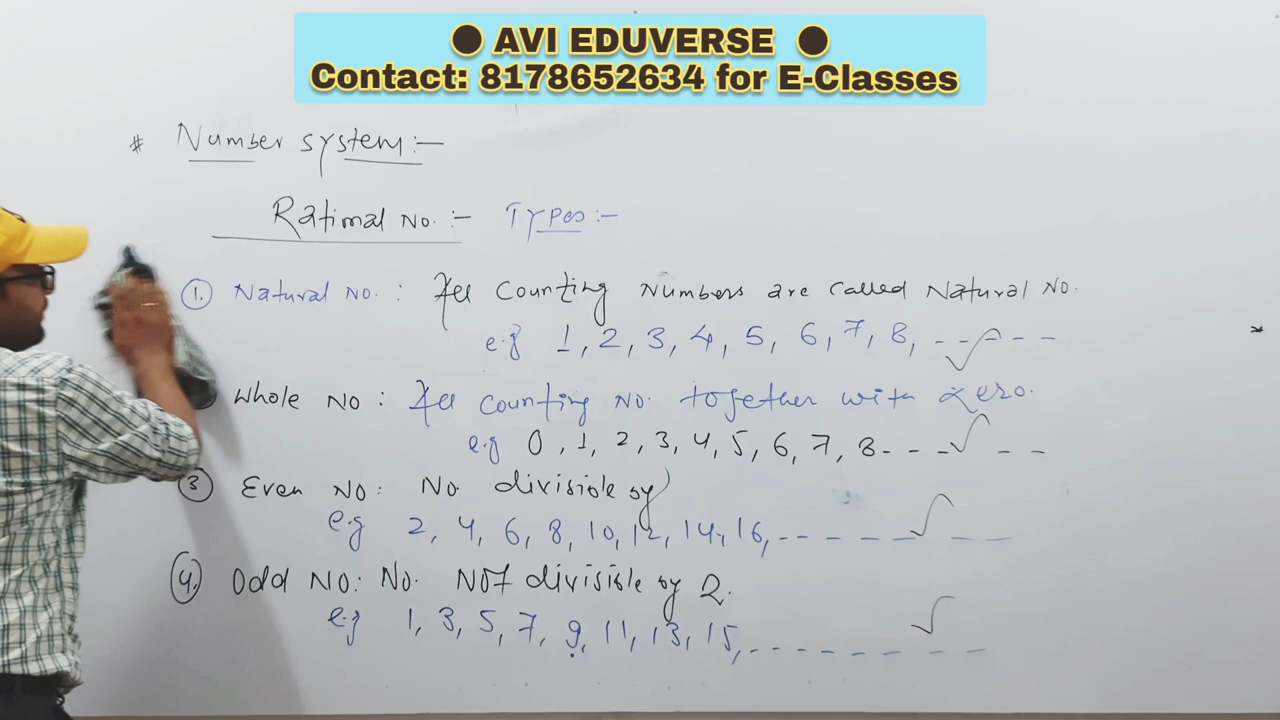 ● AVI EDUVERSE ●
Contact: 8178652634 for E-Classes
# Number system:-
Rational No.:- Types:-
1. Natural No. : All counting Numbers are called Natural No.
e.g 1, 2, 3, 4, 5, 6, 7, 8, - - - - -
Whole No : All counting No. together with zero.
e.g 0, 1, 2, 3, 4, 5, 6, 7, 8 - - - - -
3 Even No: No. divisible by
e.g 2, 4, 6, 8, 10, 12, 14, 16, - - - - - - - -
4. Odd No: No. Not divisible by 2.
e.g 1, 3, 5, 7, 9, 11, 13, 15, - - - - - - - - -